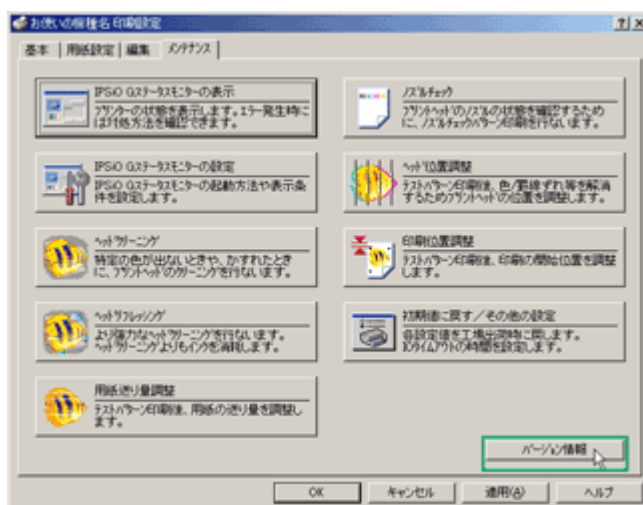 お使いの機種名 印刷設定
基本 用紙設定 編集 メンテナンス
IPSiO Gステータスモニターの表示
プリンターの状態を表示します。エラー発生時に
は対処方法を確認できます。
ノズルチェック
プリントヘッドのノズルの状態を確認するため
に、ノズルチェックパターン印刷を行ないます。
IPSiO Gステータスモニターの設定
IPSiO Gステータスモニターの起動方法や表示条
件を設定します。
ヘッド位置調整
テストパターン印刷後、色/罫線ずれ等を解消
するためプリントヘッドの位置を調整します。
ヘッドクリーニング
特定の色が出ないときや、かすれたとき
に、プリントヘッドのクリーニングを行ないます。
印刷位置調整
テストパターン印刷後、印刷の開始位置を調整
します。
ヘッドリフレッシング
より強力なヘッドクリーニングを行ないます。
ヘッドクリーニングよりもインクを消耗します。
初期値に戻す/その他の設定
各設定値を工場出荷時に戻します。
IOタイムアウトの時間を設定します。
用紙送り量調整
テストパターン印刷後、用紙の送り量を調整し
ます。
バージョン情報
OK キャンセル 適用(A) ヘルプ